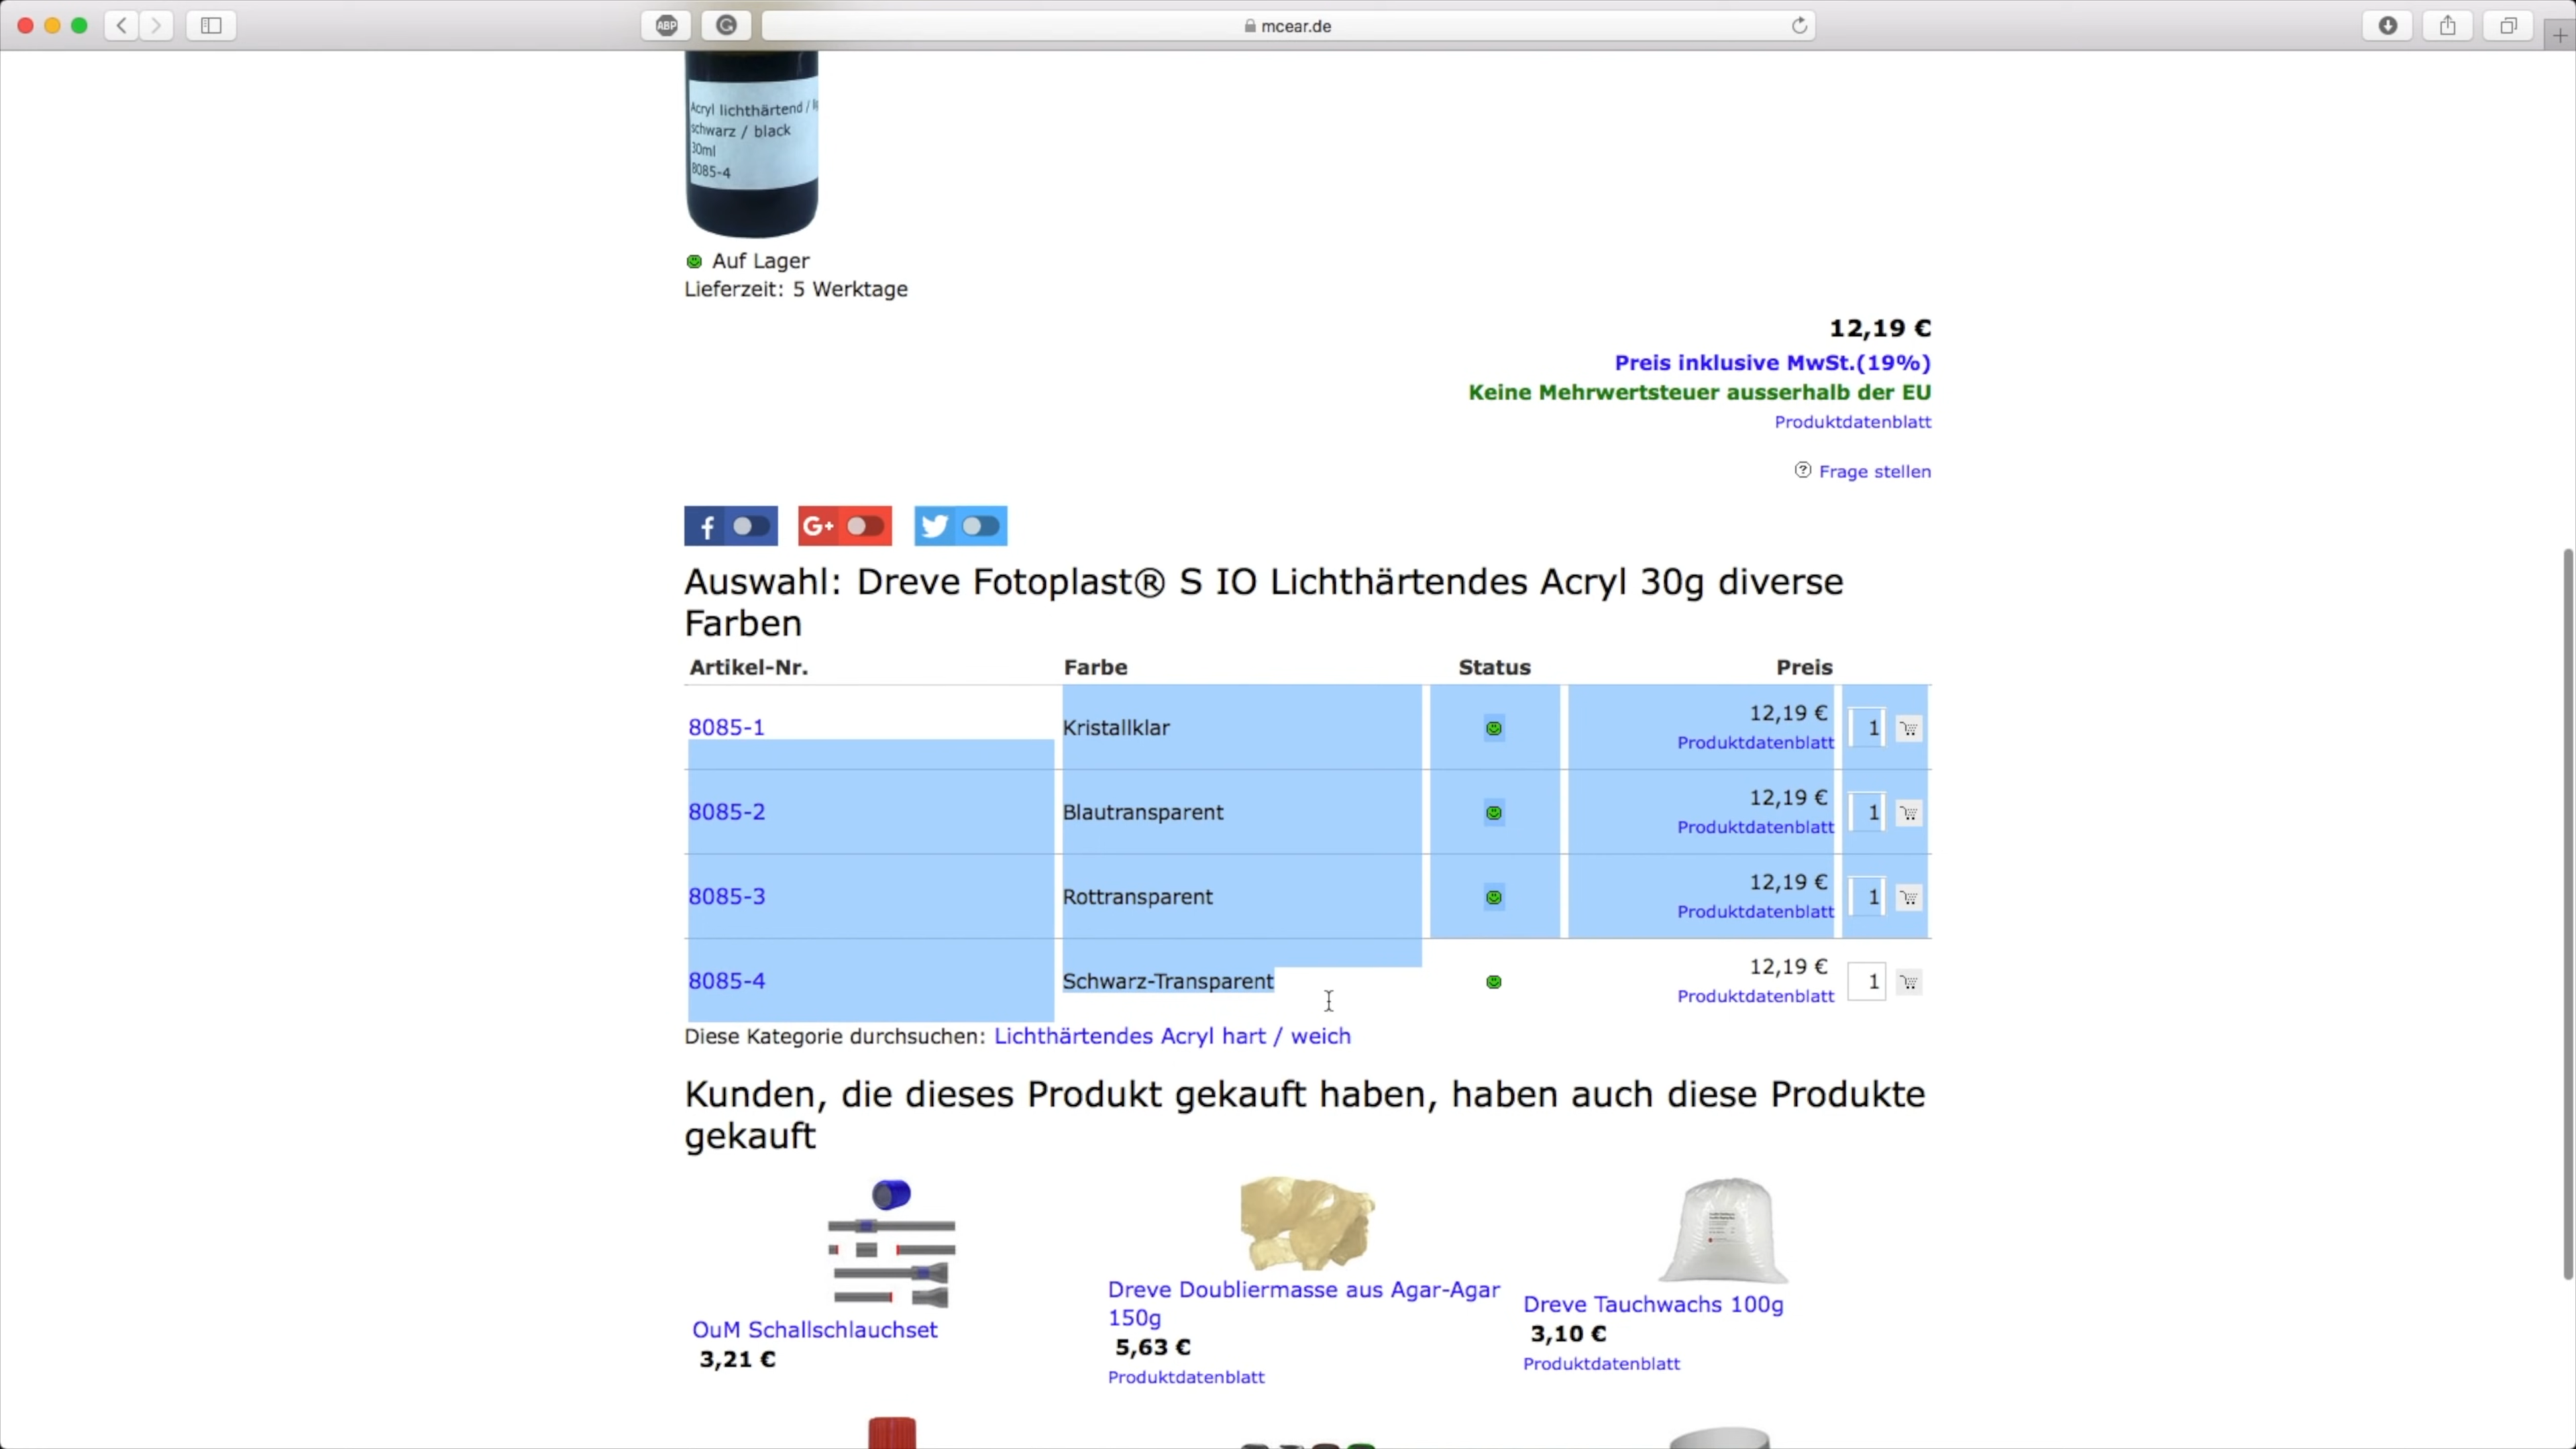 ABP
mcear.de
Acryl lichthärtend /
schwarz / black
30ml
8085-4
Auf Lager
Lieferzeit: 5 Werktage
12,19 €
Preis inklusive MwSt.(19%)
Keine Mehrwertsteuer ausserhalb der EU
Produktdatenblatt
Frage stellen
f G+
Auswahl: Dreve Fotoplast® S IO Lichthärtendes Acryl 30g diverse
Farben
Artikel-Nr. Farbe Status Preis
8085-1 Kristallklar 12,19 € 1
Produktdatenblatt
8085-2 Blautransparent 12,19 € 1
Produktdatenblatt
8085-3 Rottransparent 12,19 € 1
Produktdatenblatt
8085-4 Schwarz-Transparent 12,19 € 1
Produktdatenblatt
Diese Kategorie durchsuchen: Lichthärtendes Acryl hart / weich
Kunden, die dieses Produkt gekauft haben, haben auch diese Produkte
gekauft
OuM Schallschlauchset
3,21 €
Dreve Doubliermasse aus Agar-Agar
150g
5,63 €
Produktdatenblatt
Dreve Tauchwachs 100g
3,10 €
Produktdatenblatt